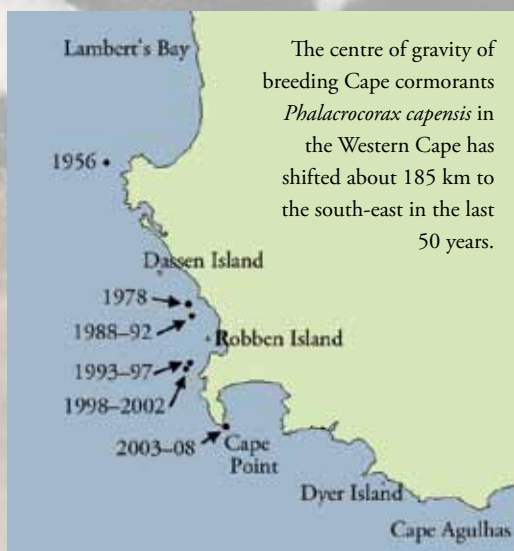 Lambert's Bay
The centre of gravity of
breeding Cape cormorants
Phalacrocorax capensis in
the Western Cape has
shifted about 185 km to
the south-east in the last
50 years.
1956
Dassen Island
1978
1988–92
Robben Island
1993–97
1998–2002
2003–08
Cape
Point
Dyer Island
Cape Agulhas